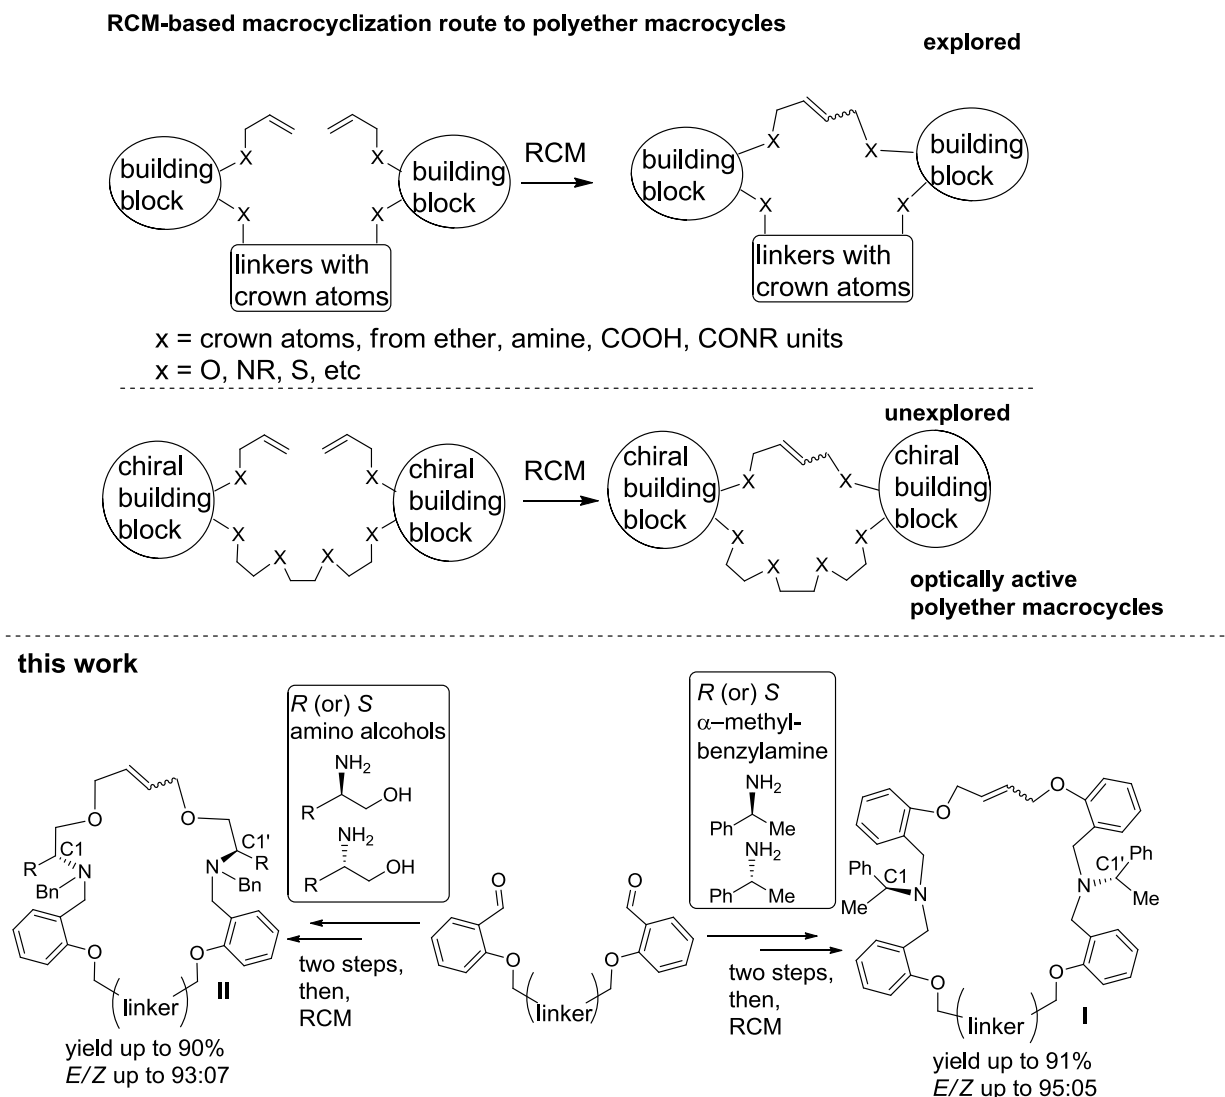 RCM-based macrocyclization route to polyether macrocycles
explored
X
X
building
block
building
block
X
X
linkers with
crown atoms
RCM
X
X
building
block
building
block
X
X
linkers with
crown atoms
x = crown atoms, from ether, amine, COOH, CONR units
x = O, NR, S, etc
unexplored
chiral
building
block
X
X
X
X
X
X
chiral
building
block
RCM
chiral
building
block
X
X
X
X
X
X
chiral
building
block
optically active
polyether macrocycles
this work
O
O
C1
C1'
R
R
N
N
Bn
Bn
O
O
linker
II
yield up to 90%
E/Z up to 93:07
R (or) S
amino alcohols
NH2
R
OH
NH2
R
OH
two steps,
then,
RCM
O
O
O
O
linker
R (or) S
α–methyl-
benzylamine
NH2
Ph
Me
NH2
Ph
Me
two steps,
then,
RCM
O
O
Ph
C1
C1'
Ph
Me
N
N
Me
O
O
linker
I
yield up to 91%
E/Z up to 95:05